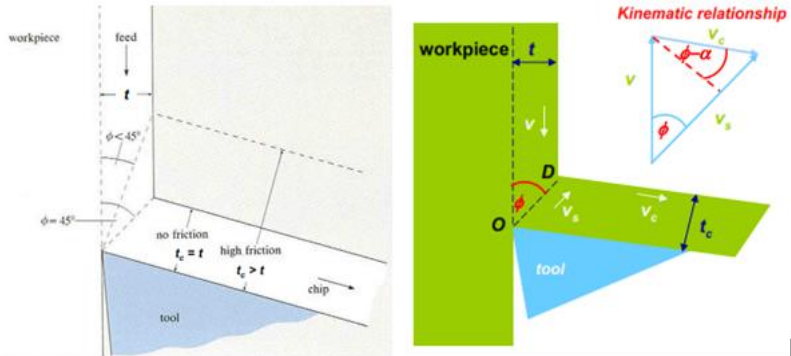 workpiece
feed
t
ϕ<45°
ϕ=45°
no friction
t_c = t
high friction
t_c > t
chip
tool
Kinematic relationship
v_c
ϕ–α
v
ϕ
v_s
workpiece
t
v
D
ϕ
v_s
v_c
O
t_c
tool